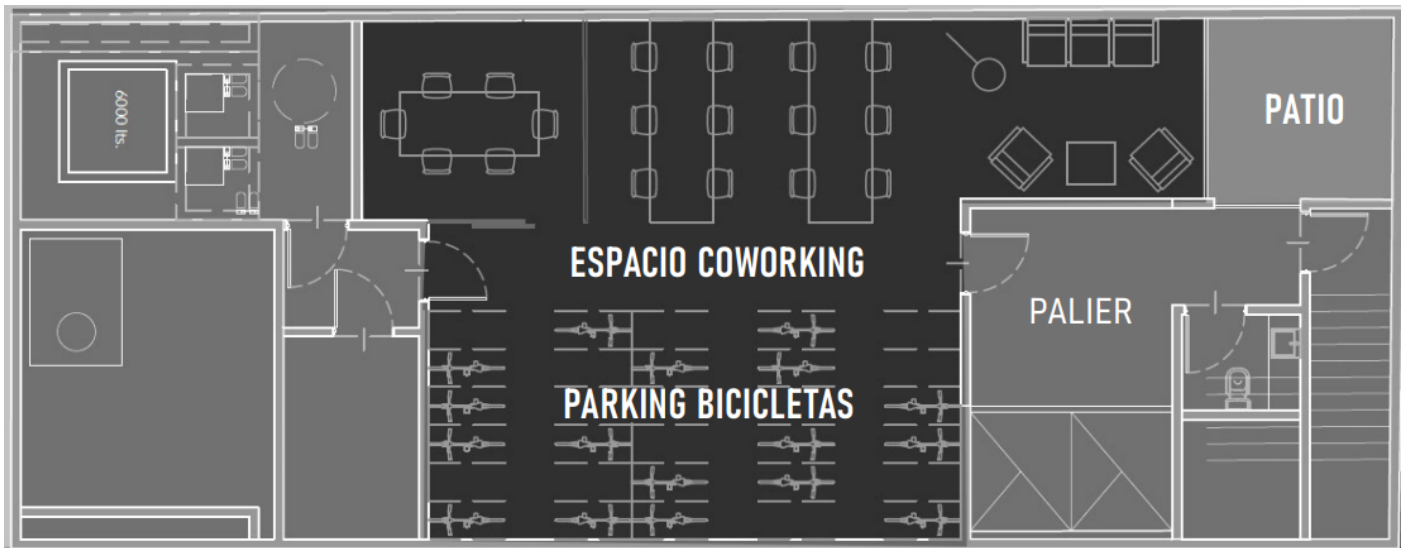 6000 lts.
PATIO
ESPACIO COWORKING
PALIER
PARKING BICICLETAS